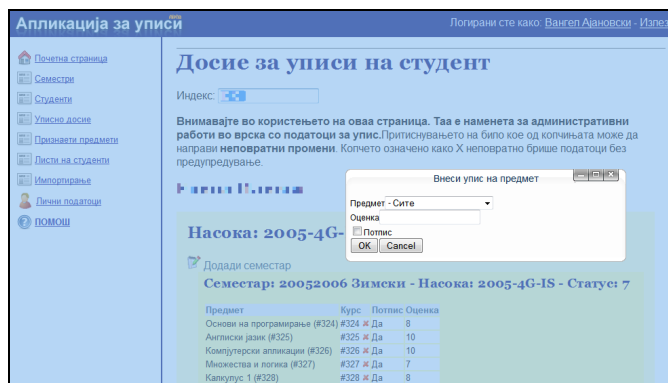 Апликација за уписи beta
Логирани сте како: Вангел Ајановски - Излез
Почетна страница
Семестри
Студенти
Уписно досие
Признаети предмети
Листи на студенти
Импортирање
Лични податоци
ПОМОШ
Досие за уписи на студент
Индекс:
Внимавајте во користењето на оваа страница. Таа е наменета за административни
работи во врска со податоци за упис.Притиснувањето на било кое од копчињата може да
направи неповратни промени. Копчето означено како X неповратно брише податоци без
предупредување.
Внеси упис на предмет
Предмет - Сите
Оценка
Потпис
OK Cancel
Насока: 2005-4G-
Додади семестар
Семестар: 20052006 Зимски - Насока: 2005-4G-IS - Статус: 7
Предмет Курс Потпис Оценка
Основи на програмирање (#324) #324 Да 8
Англиски јазик (#325) #325 Да 10
Компјутерски апликации (#326) #326 Да 10
Множества и логика (#327) #327 Да 7
Калкулус 1 (#328) #328 Да 8